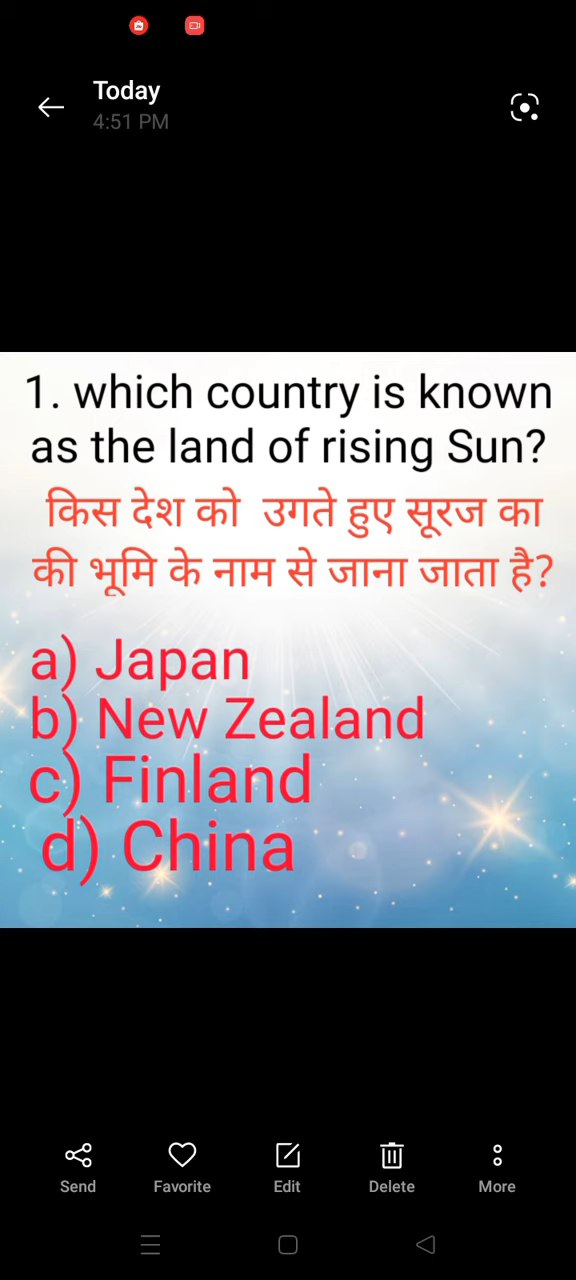 Today
4:51 PM
1. which country is known
as the land of rising Sun?
किस देश को उगते हुए सूरज का
की भूमि के नाम से जाना जाता है?
a) Japan
b) New Zealand
c) Finland
d) China
Send Favorite Edit Delete More